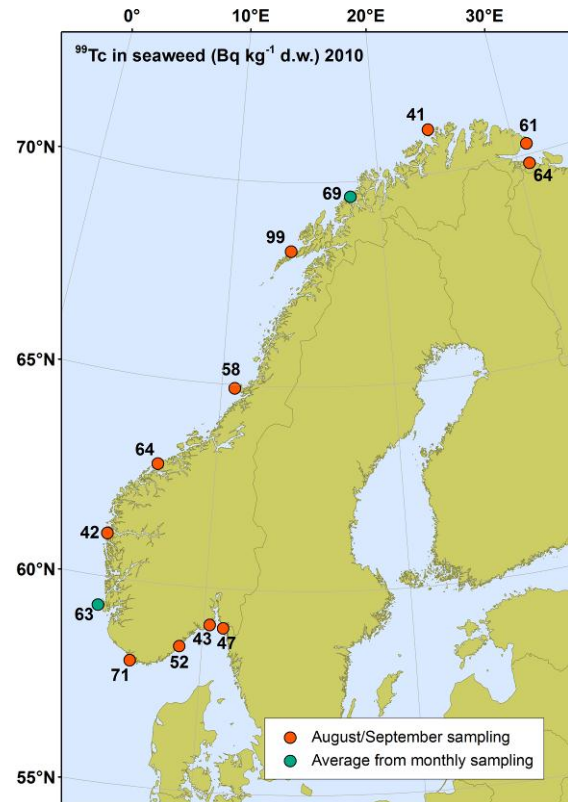 0° 10°E 20°E 30°E
⁹⁹Tc in seaweed (Bq kg⁻¹ d.w.) 2010
41
61
70°N
64
69
99
65°N
58
64
42
60°N
63
43
47
52
71
August/September sampling
Average from monthly sampling
55°N